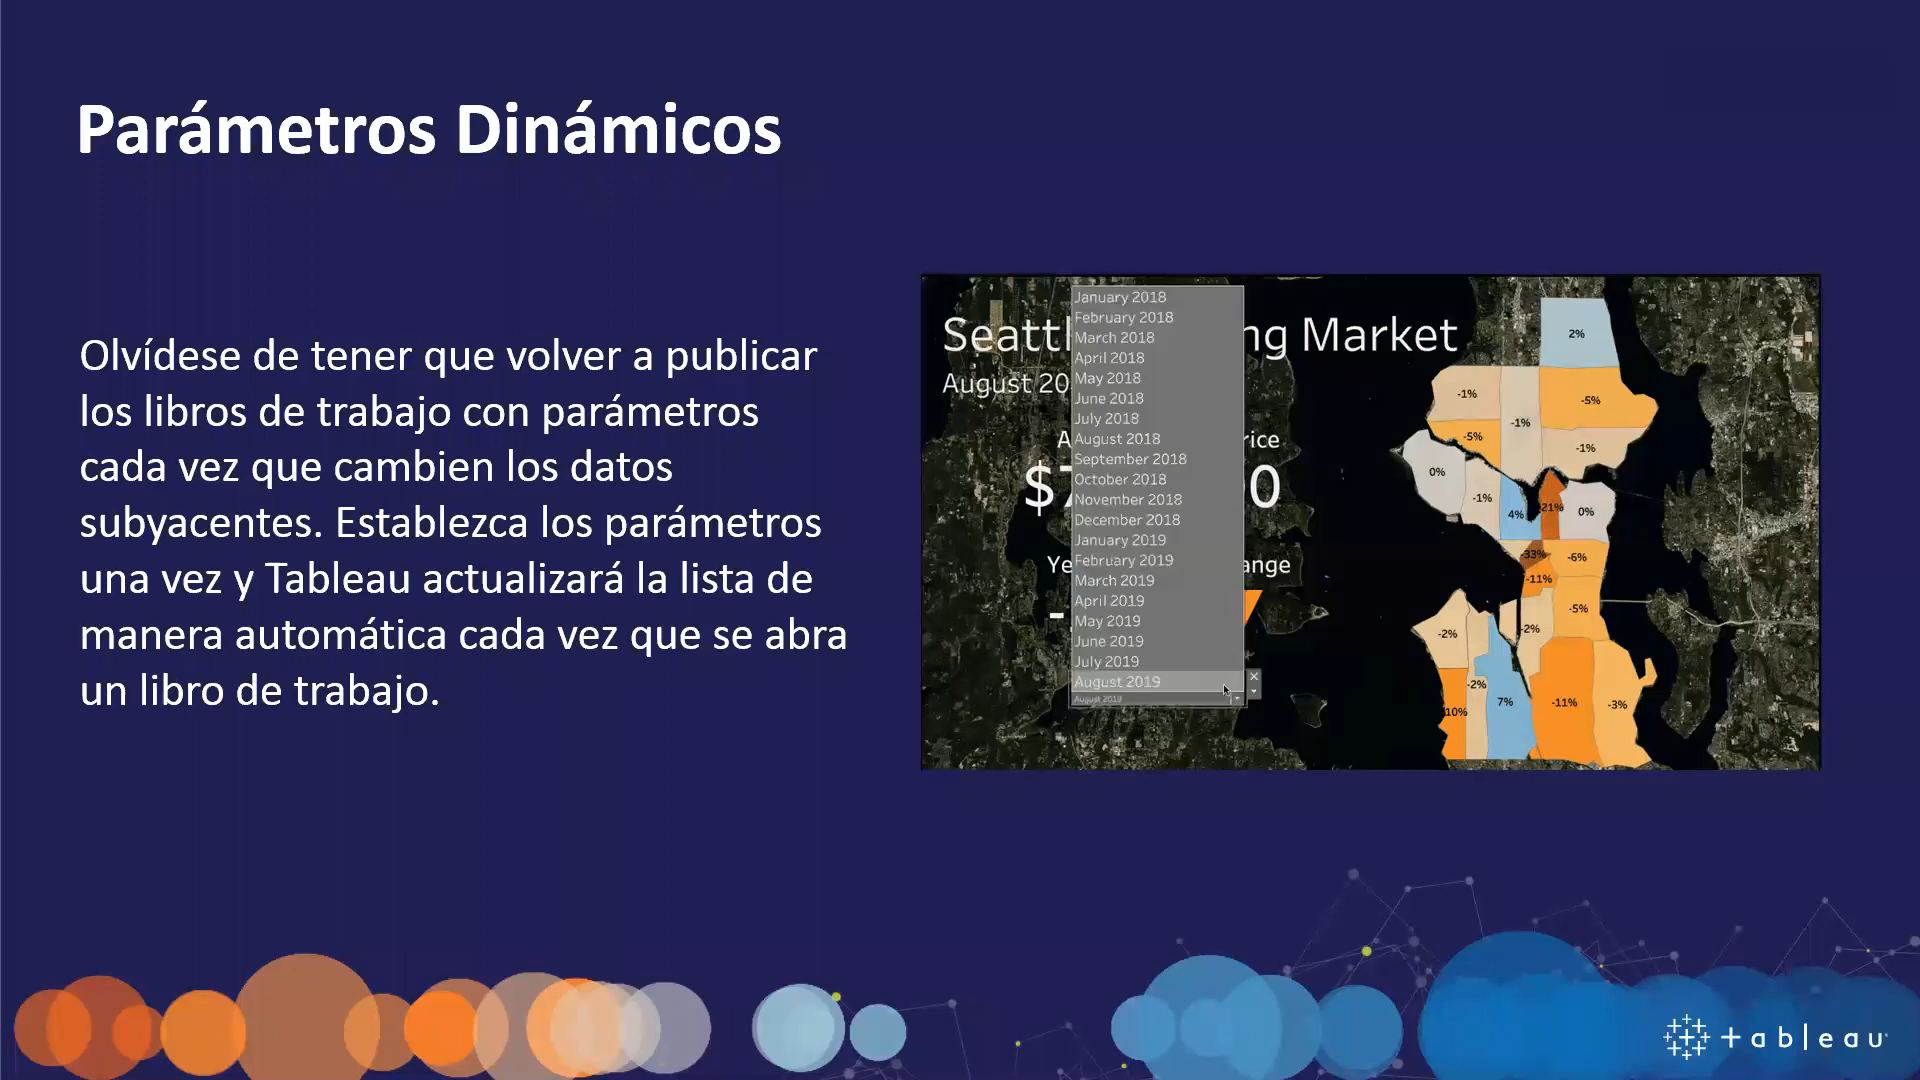 Parámetros Dinámicos
Olvídese de tener que volver a publicar
los libros de trabajo con parámetros
cada vez que cambien los datos
subyacentes. Establezca los parámetros
una vez y Tableau actualizará la lista de
manera automática cada vez que se abra
un libro de trabajo.
Market
August
January 2018
February 2018
March 2018
April 2018
May 2018
June 2018
July 2018
August 2018
September 2018
October 2018
November 2018
December 2018
January 2019
February 2019
March 2019
April 2019
May 2019
June 2019
July 2019
August 2019
2%
-1%
-5%
-1%
-5%
-1%
0%
-1%
4%
21%
0%
-33%
-6%
-11%
-5%
-2%
-2%
-2%
10%
7%
-11%
-3%
+ableau